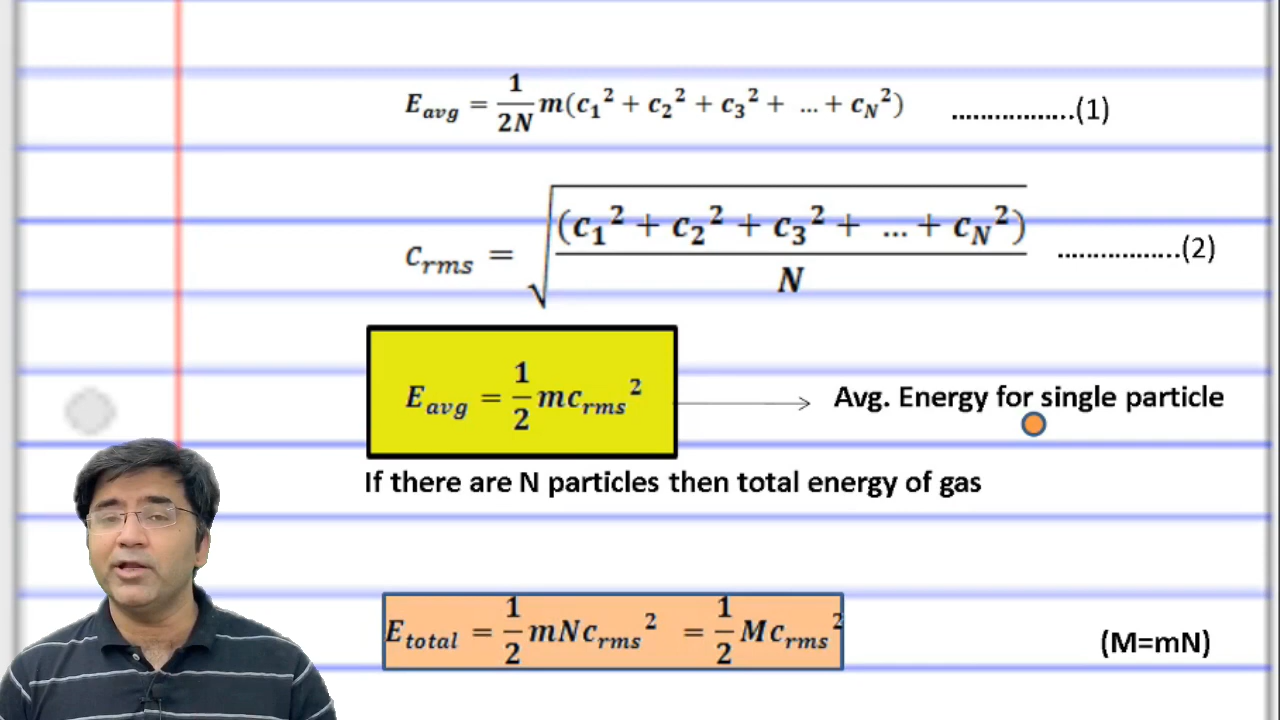 E_avg = 1/2N m(c₁² + c₂² + c₃² + ... + c_N²) .................(1)
c_rms = √((c₁² + c₂² + c₃² + ... + c_N²)/N) .................(2)
E_avg = 1/2 mc_rms² Avg. Energy for single particle
If there are N particles then total energy of gas
E_total = 1/2 mNc_rms² = 1/2 Mc_rms² (M=mN)